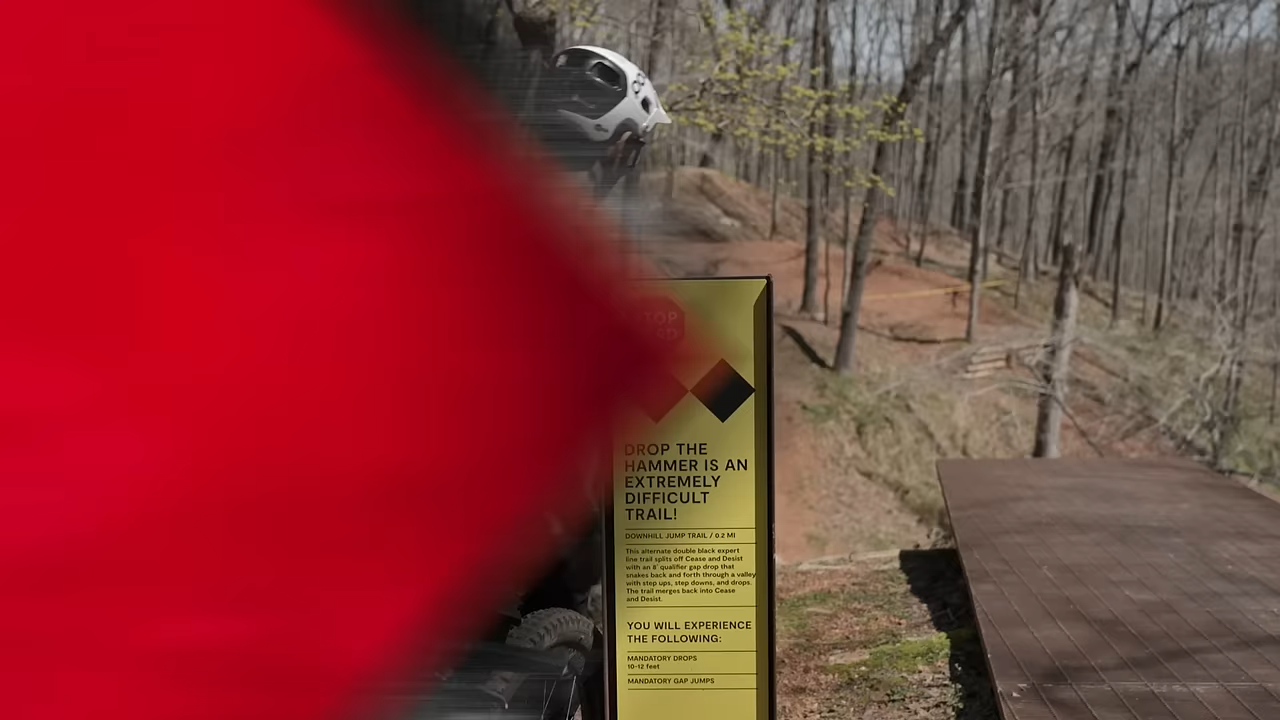 TOP
DROP THE
HAMMER IS AN
EXTREMELY
DIFFICULT
TRAIL!
DOWNHILL JUMP TRAIL / 0.2 MI
This alternate double black expert
line trail splits off Cease and Desist
with an 8' qualifier gap drop that
snakes back and forth through a valley
with step ups, step downs, and drops.
The trail merges back into Cease
and Desist.
YOU WILL EXPERIENCE
THE FOLLOWING:
MANDATORY DROPS
10-12 feet
MANDATORY GAP JUMPS